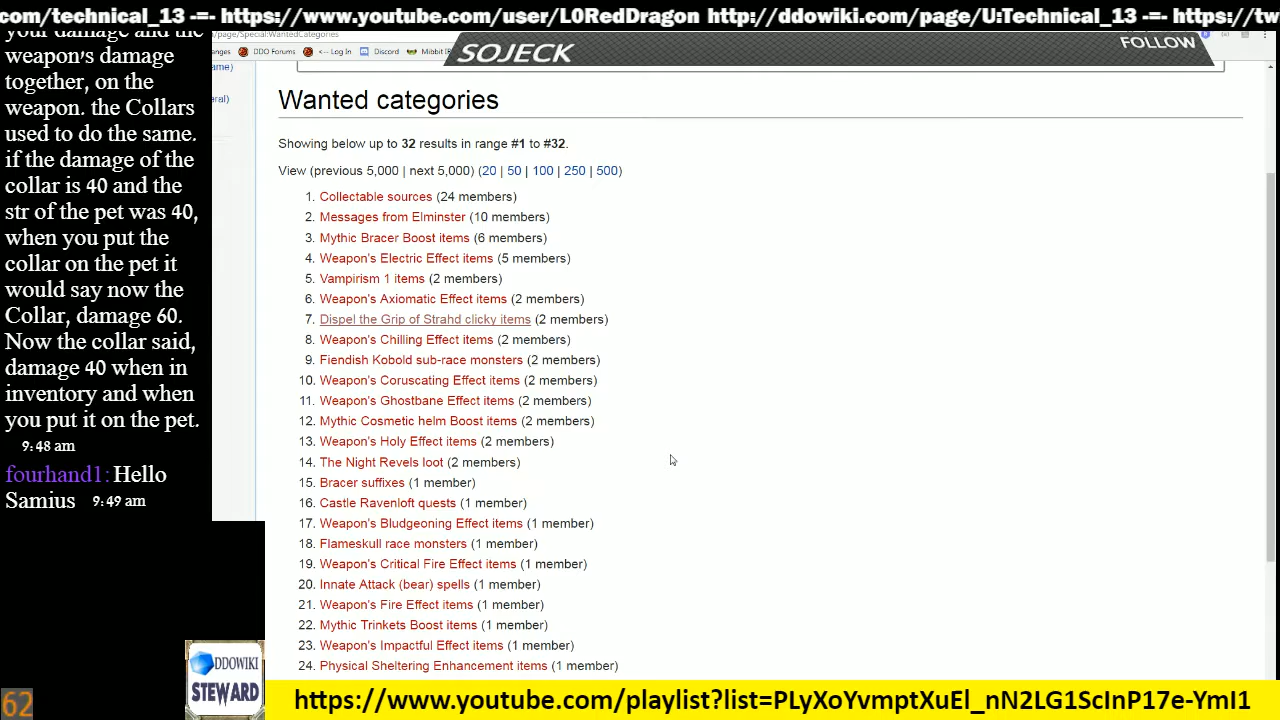 com/technical_13 -=- https://www.youtube.com/user/L0RedDragon http://ddowiki.com/page/U:Technical_13 -=- https://tw
your damage and the
weapon's damage
together, on the
weapon. the Collars
used to do the same.
if the damage of the
collar is 40 and the
str of the pet was 40,
when you put the
collar on the pet it
would say now the
Collar, damage 60.
Now the collar said,
damage 40 when in
inventory and when
you put it on the pet.
9:48 am
fourhand1: Hello
Samius 9:49 am
/page/Special:WantedCategories
anges DDO Forums <-- Log In Discord Mibbit
SOJECK
FOLLOW
Wanted categories
Showing below up to 32 results in range #1 to #32.
View (previous 5,000 | next 5,000) (20 | 50 | 100 | 250 | 500)
1. Collectable sources (24 members)
2. Messages from Elminster (10 members)
3. Mythic Bracer Boost items (6 members)
4. Weapon's Electric Effect items (5 members)
5. Vampirism 1 items (2 members)
6. Weapon's Axiomatic Effect items (2 members)
7. Dispel the Grip of Strahd clicky items (2 members)
8. Weapon's Chilling Effect items (2 members)
9. Fiendish Kobold sub-race monsters (2 members)
10. Weapon's Coruscating Effect items (2 members)
11. Weapon's Ghostbane Effect items (2 members)
12. Mythic Cosmetic helm Boost items (2 members)
13. Weapon's Holy Effect items (2 members)
14. The Night Revels loot (2 members)
15. Bracer suffixes (1 member)
16. Castle Ravenloft quests (1 member)
17. Weapon's Bludgeoning Effect items (1 member)
18. Flameskull race monsters (1 member)
19. Weapon's Critical Fire Effect items (1 member)
20. Innate Attack (bear) spells (1 member)
21. Weapon's Fire Effect items (1 member)
22. Mythic Trinkets Boost items (1 member)
23. Weapon's Impactful Effect items (1 member)
24. Physical Sheltering Enhancement items (1 member)
DDOWIKI
STEWARD
62
https://www.youtube.com/playlist?list=PLyXoYvmptXuEl_nN2LG1ScInP17e-YmI1